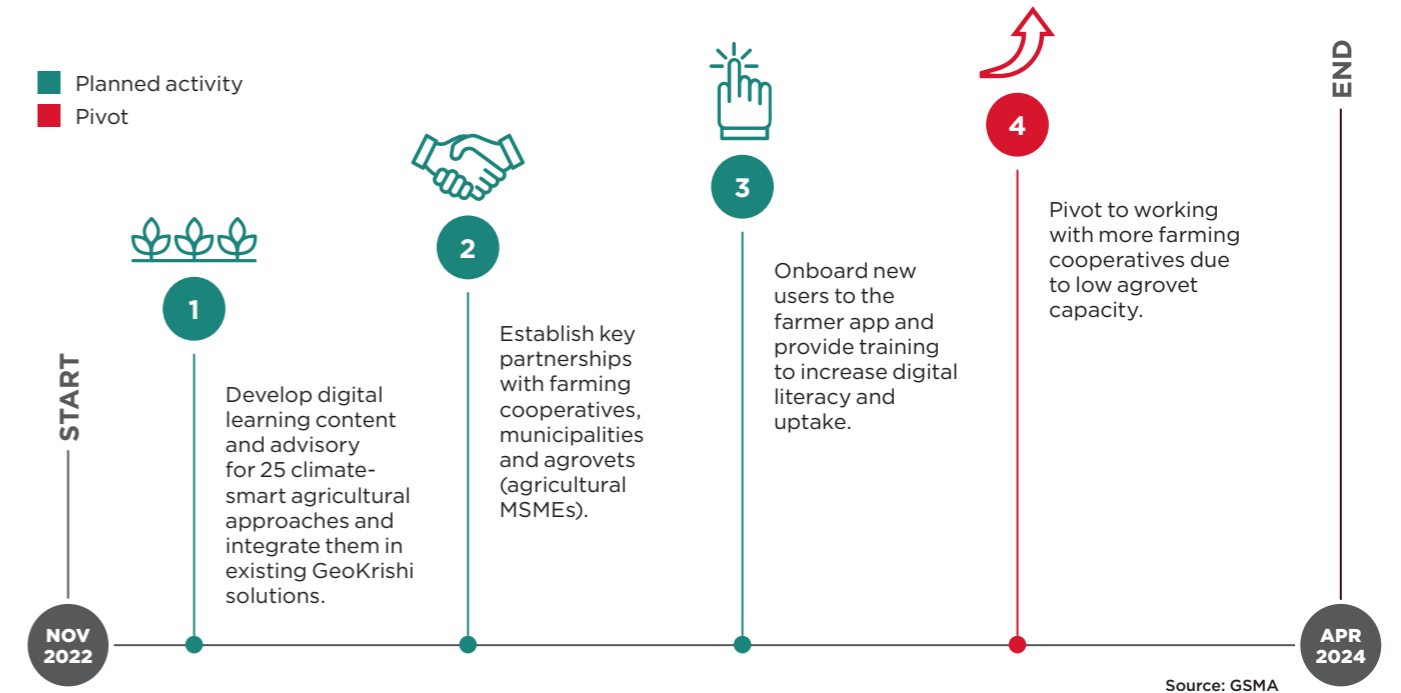 Planned activity
Pivot
START
NOV
2022
1
Develop digital
learning content
and advisory
for 25 climate-
smart agricultural
approaches and
integrate them in
existing GeoKrishi
solutions.
2
Establish key
partnerships
with farming
cooperatives,
municipalities
and agrovets
(agricultural
MSMEs).
3
Onboard new
users to the
farmer app and
provide training
to increase digital
literacy and
uptake.
4
Pivot to working
with more farming
cooperatives due
to low agrovet
capacity.
END
APR
2024
Source: GSMA